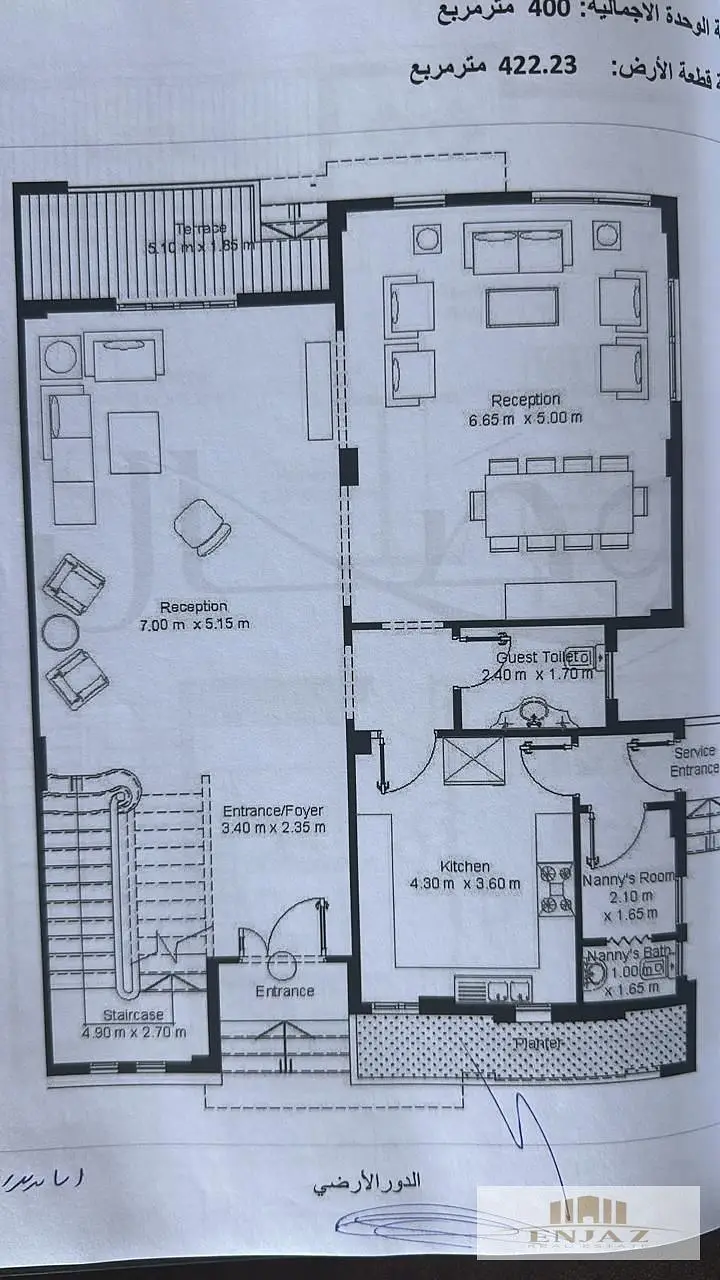 ة الوحدة الاجمالية: 400 مترمربع
ة قطعة الأرض: 422.23 مترمربع
Terrace
5.10 m x 1.85 m
Reception
6.65 m x 5.00 m
Reception
7.00 m x 5.15 m
Guest Toilet
2.40 m x 1.70 m
Service
Entrance
Entrance/Foyer
3.40 m x 2.35 m
Kitchen
4.30 m x 3.60 m
Nanny's Room
2.10 m
x 1.65 m
Nanny's Bath
1.00 m
x 1.65 m
Entrance
Staircase
4.90 m x 2.70 m
Planter
الدور الأرضي
ENJAZ
REAL ESTATE